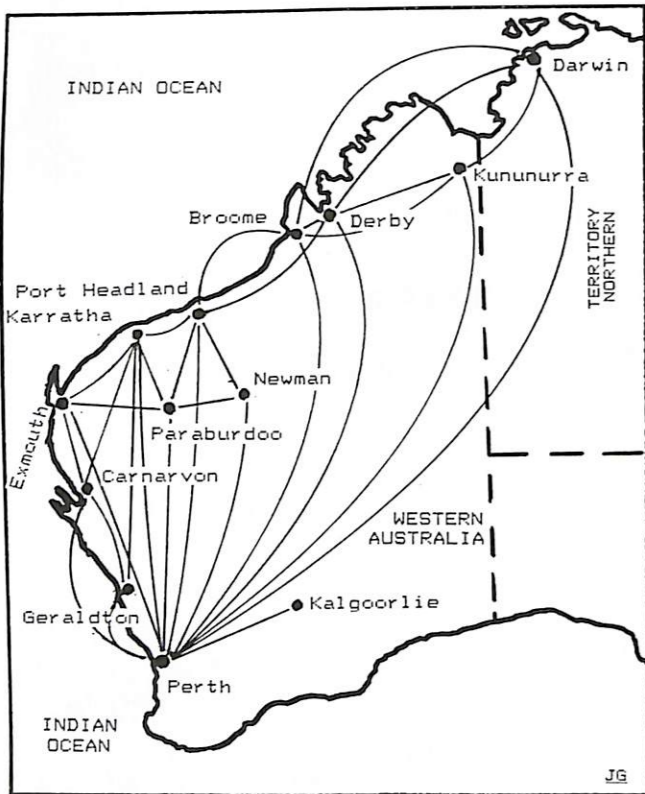 INDIAN OCEAN
Darwin
Kununurra
Broome
Derby
TERRITORY
NORTHERN
Port Headland
Karratha
Newman
Exmouth
Paraburdoo
Carnarvon
WESTERN
AUSTRALIA
Geraldton
Kalgoorlie
Perth
INDIAN
OCEAN
JG